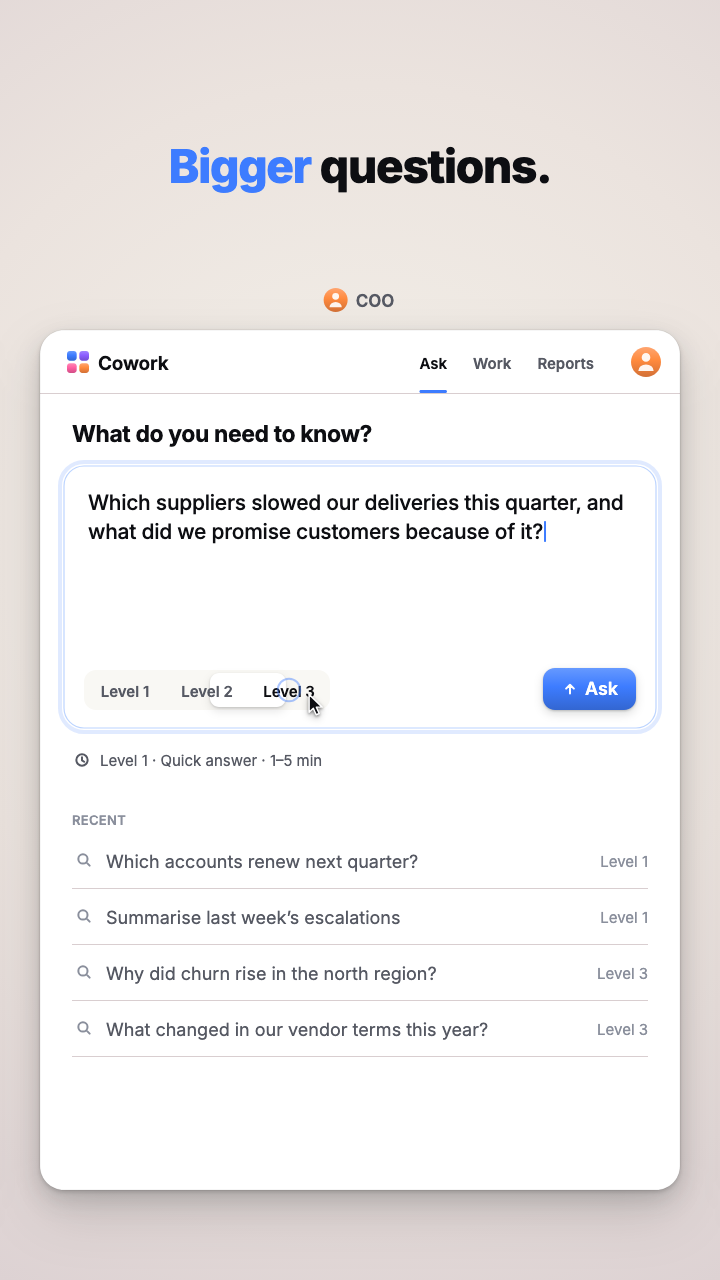 Bigger questions.
COO
Cowork
Ask
Work
Reports
What do you need to know?
Which suppliers slowed our deliveries this quarter, and
what did we promise customers because of it?
Level 1
Level 2
Level 3
Ask
Level 1 · Quick answer · 1–5 min
RECENT
Which accounts renew next quarter?
Level 1
Summarise last week’s escalations
Level 1
Why did churn rise in the north region?
Level 3
What changed in our vendor terms this year?
Level 3